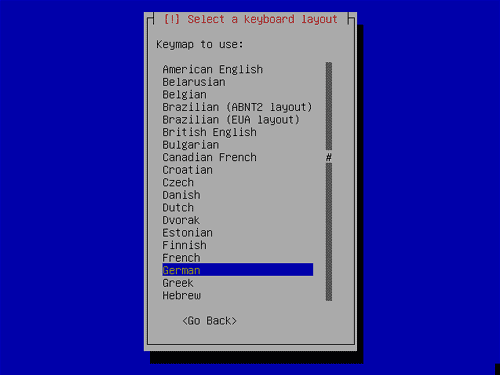 [!] Select a keyboard layout
Keymap to use:
American English
Belarusian
Belgian
Brazilian (ABNT2 layout)
Brazilian (EUA layout)
British English
Bulgarian
Canadian French #
Croatian
Czech
Danish
Dutch
Dvorak
Estonian
Finnish
French
German
Greek
Hebrew
<Go Back>